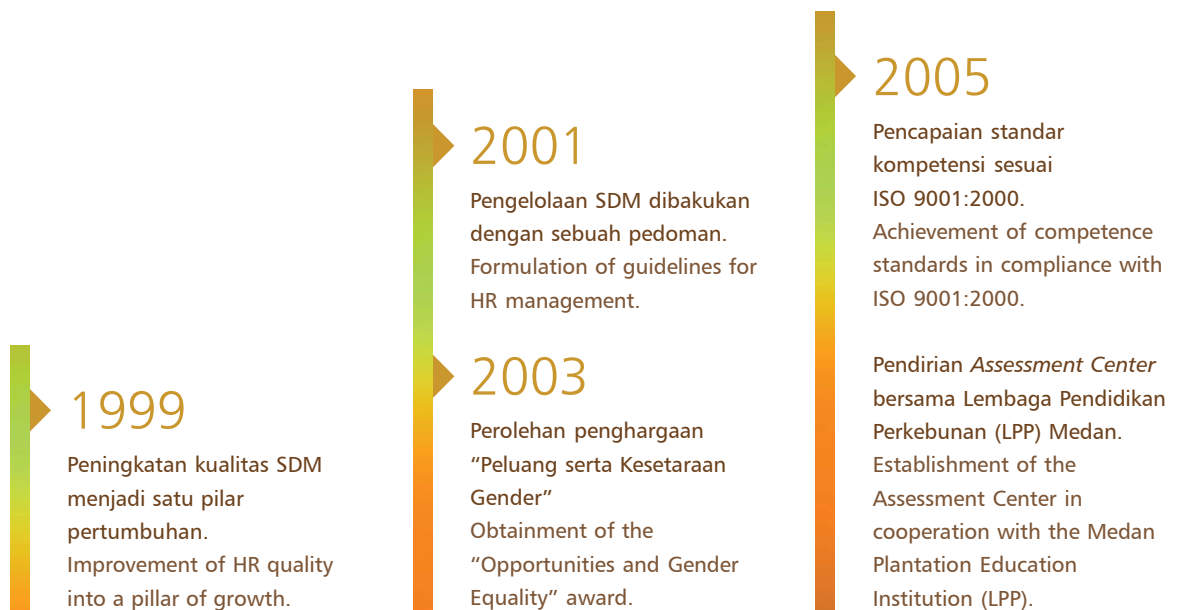 1999
Peningkatan kualitas SDM
menjadi satu pilar
pertumbuhan.
Improvement of HR quality
into a pillar of growth.
2001
Pengelolaan SDM dibakukan
dengan sebuah pedoman.
Formulation of guidelines for
HR management.
2003
Perolehan penghargaan
“Peluang serta Kesetaraan
Gender”
Obtainment of the
“Opportunities and Gender
Equality” award.
2005
Pencapaian standar
kompetensi sesuai
ISO 9001:2000.
Achievement of competence
standards in compliance with
ISO 9001:2000.
Pendirian Assessment Center
bersama Lembaga Pendidikan
Perkebunan (LPP) Medan.
Establishment of the
Assessment Center in
cooperation with the Medan
Plantation Education
Institution (LPP).